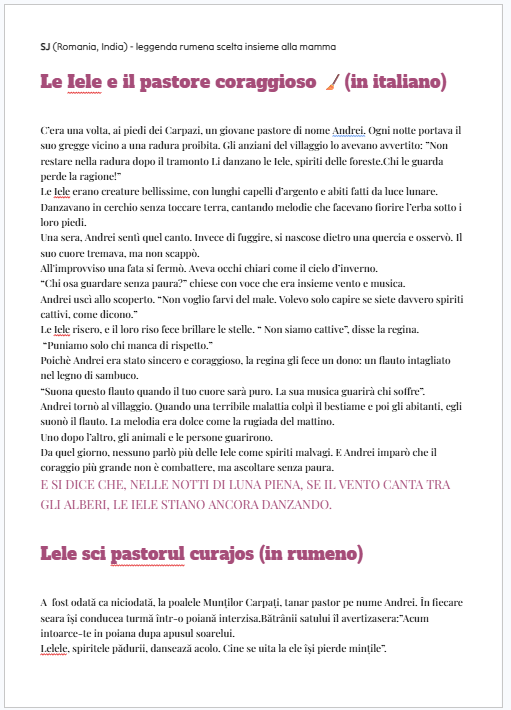 SJ (Romania, India) - leggenda rumena scelta insieme alla mamma
Le Iele e il pastore coraggioso 🖌️ (in italiano)
C'era una volta, ai piedi dei Carpazi, un giovane pastore di nome Andrei. Ogni notte portava il
suo gregge vicino a una radura proibita. Gli anziani del villaggio lo avevano avvertito: "Non
restare nella radura dopo il tramonto Li danzano le Iele, spiriti delle foreste.Chi le guarda
perde la ragione!"
Le Iele erano creature bellissime, con lunghi capelli d'argento e abiti fatti da luce lunare.
Danzavano in cerchio senza toccare terra, cantando melodie che facevano fiorire l'erba sotto i
loro piedi.
Una sera, Andrei sentì quel canto. Invece di fuggire, si nascose dietro una quercia e osservò. Il
suo cuore tremava, ma non scappò.
All'improvviso una fata si fermò. Aveva occhi chiari come il cielo d'inverno.
"Chi osa guardare senza paura?" chiese con voce che era insieme vento e musica.
Andrei uscì allo scoperto. "Non voglio farvi del male. Volevo solo capire se siete davvero spiriti
cattivi, come dicono."
Le Iele risero, e il loro riso fece brillare le stelle. " Non siamo cattive", disse la regina.
"Puniamo solo chi manca di rispetto."
Poichè Andrei era stato sincero e coraggioso, la regina gli fece un dono: un flauto intagliato
nel legno di sambuco.
"Suona questo flauto quando il tuo cuore sarà puro. La sua musica guarirà chi soffre".
Andrei tornò al villaggio. Quando una terribile malattia colpì il bestiame e poi gli abitanti, egli
suonò il flauto. La melodia era dolce come la rugiada del mattino.
Uno dopo l'altro, gli animali e le persone guarirono.
Da quel giorno, nessuno parlò più delle Iele come spiriti malvagi. E Andrei imparò che il
coraggio più grande non è combattere, ma ascoltare senza paura.
E SI DICE CHE, NELLE NOTTI DI LUNA PIENA, SE IL VENTO CANTA TRA
GLI ALBERI, LE IELE STIANO ANCORA DANZANDO.
Lele sci pastorul curajos (in rumeno)
A fost odată ca niciodată, la poalele Munților Carpați, tanar pastor pe nume Andrei. În fiecare
seara își conducea turmă într-o poiană interzisa.Bătrânii satului îl avertizasera:"Acum
intoarce-te in poiana dupa apusul soarelui.
Lelele, spiritele pădurii, dansează acolo. Cine se uita la ele își pierde mințile".